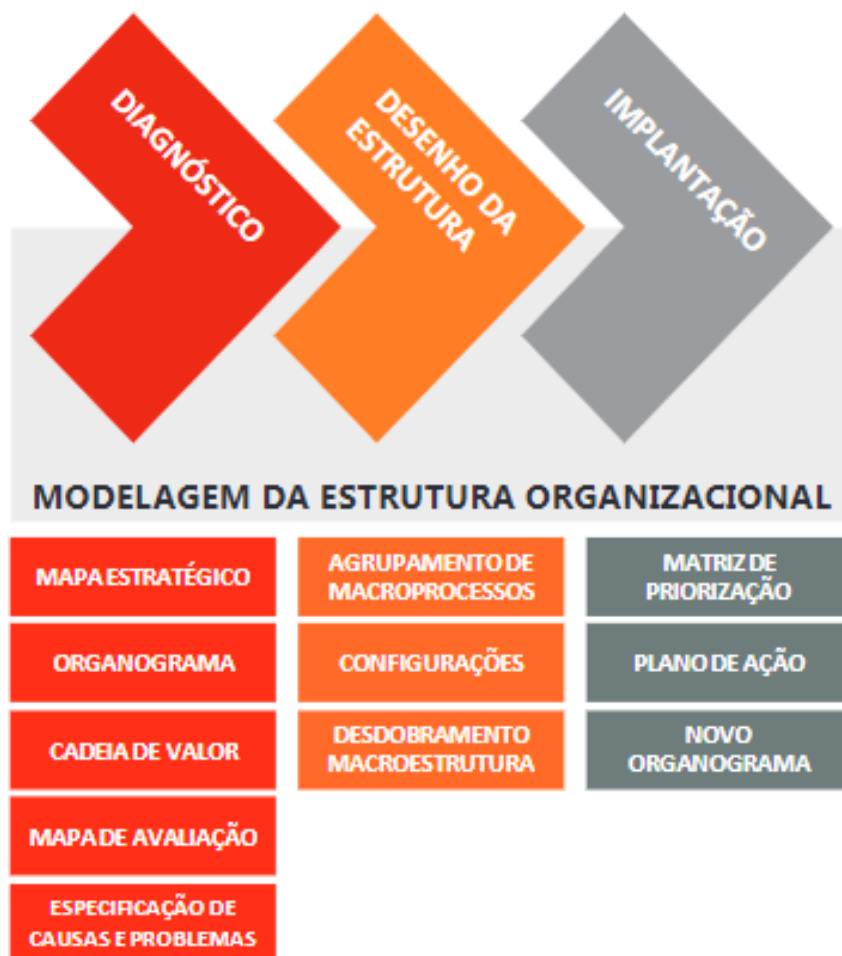 DIAGNÓSTICO
DESENHO DA
ESTRUTURA
IMPLANTAÇÃO
MODELAGEM DA ESTRUTURA ORGANIZACIONAL
MAPA ESTRATÉGICO
ORGANOGRAMA
CADEIA DE VALOR
MAPA DE AVALIAÇÃO
ESPECIFICAÇÃO DE
CAUSAS E PROBLEMAS
AGRUPAMENTO DE
MACROPROCESSOS
CONFIGURAÇÕES
DESDOBRAMENTO
MACROESTRUTURA
MATRIZ DE
PRIORIZAÇÃO
PLANO DE AÇÃO
NOVO
ORGANOGRAMA